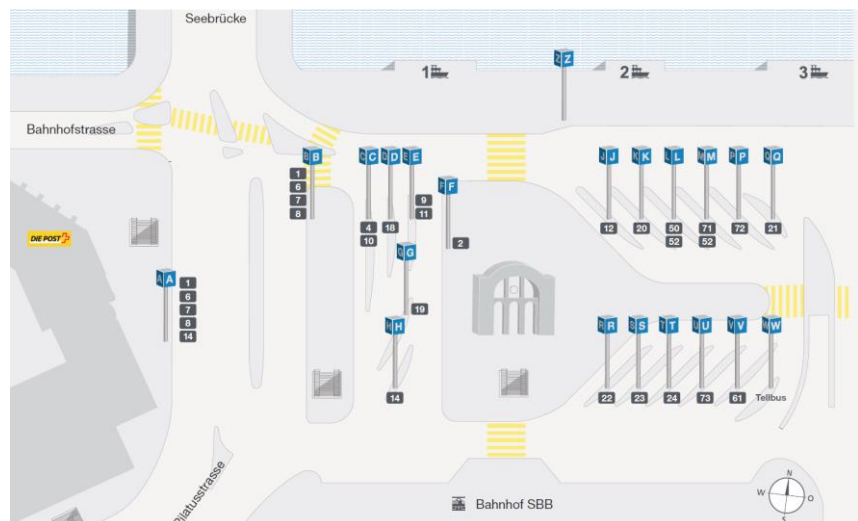 Seebrücke
Z Z
1
2
3
Bahnhofstrasse
B B
C C
D D
E E
F F
J J
K K
L L
M M
P P
Q Q
1
6
7
8
4
10
18
9
11
2
12
20
50
52
71
52
72
21
DIE POST
A A
1
6
7
8
14
G G
19
H H
14
R R
S S
T T
U U
V V
W W
22
23
24
73
61
Tellbus
Pilatusstrasse
Bahnhof SBB
N
W
O
S